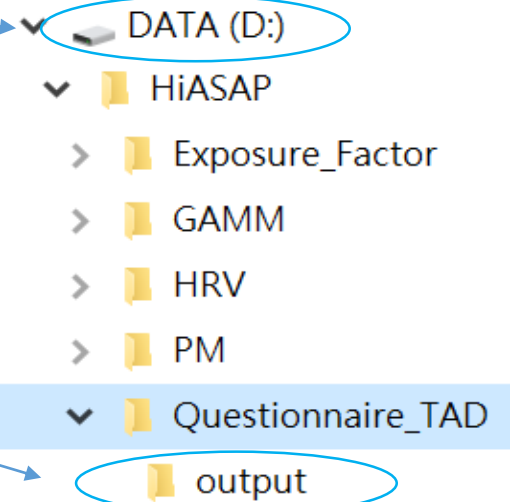 DATA (D:)
HiASAP
Exposure_Factor
GAMM
HRV
PM
Questionnaire_TAD
output